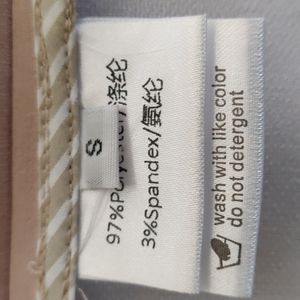 S
97%Polyester/涤纶
3%Spandex/氨纶
wash with like color
do not detergent